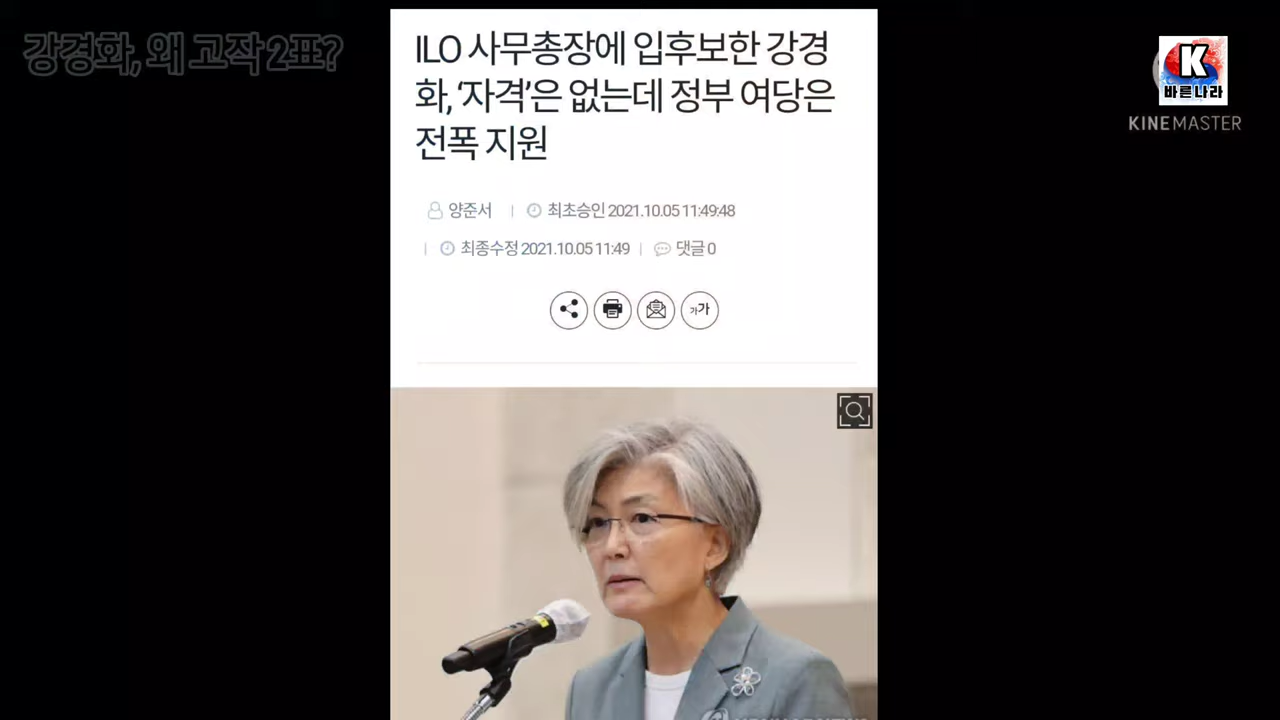 강경화, 왜 고작 2표?
ILO 사무총장에 입후보한 강경
화, ‘자격’은 없는데 정부 여당은
전폭 지원
양준서 | 최초승인 2021.10.05 11:49:48
| 최종수정 2021.10.05 11:49 | 댓글 0
가가
K
바른나라
KINEMASTER